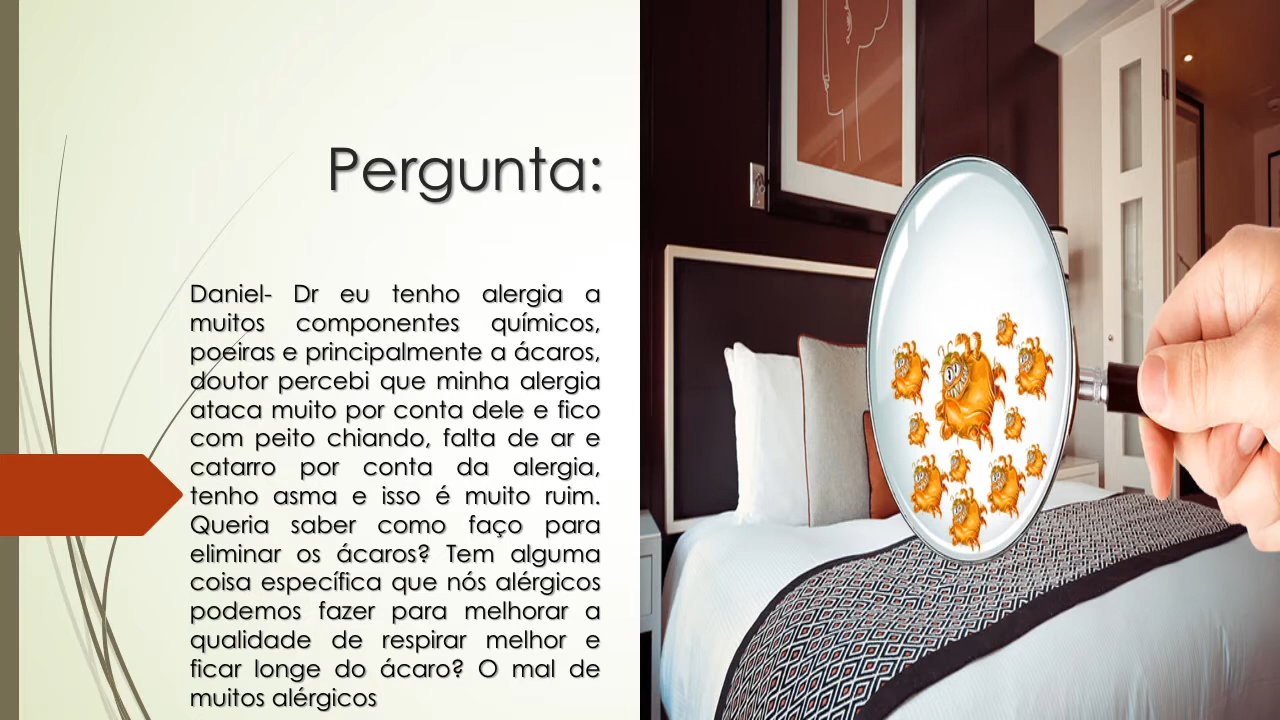 Pergunta:
Daniel- Dr eu tenho alergia a
muitos componentes químicos,
poeiras e principalmente a ácaros,
doutor percebi que minha alergia
ataca muito por conta dele e fico
com peito chiando, falta de ar e
catarro por conta da alergia,
tenho asma e isso é muito ruim.
Queria saber como faço para
eliminar os ácaros? Tem alguma
coisa específica que nós alérgicos
podemos fazer para melhorar a
qualidade de respirar melhor e
ficar longe do ácaro? O mal de
muitos alérgicos